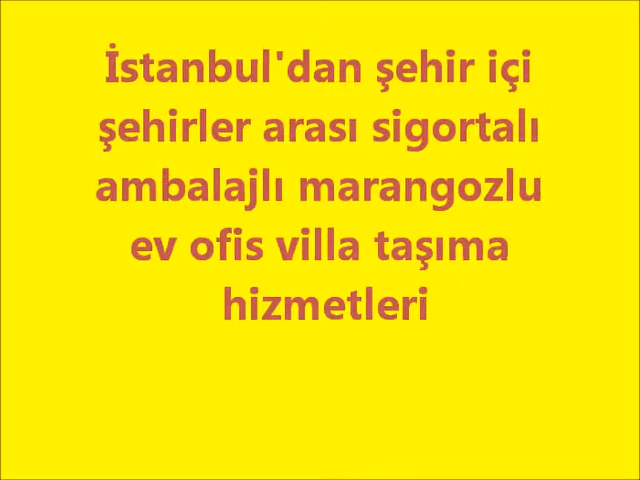 İstanbul'dan şehir içi
şehirler arası sigortalı
ambalajlı marangozlu
ev ofis villa taşıma
hizmetleri